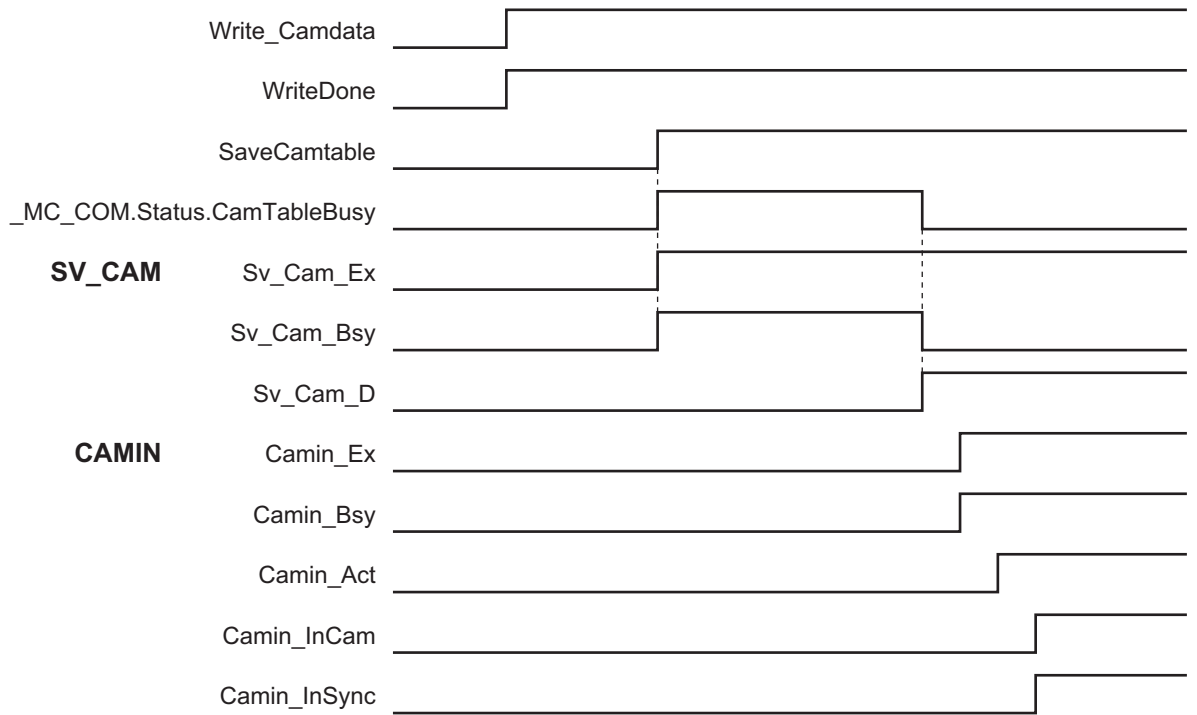 Write_Camdata
WriteDone
SaveCamtable
_MC_COM.Status.CamTableBusy
SV_CAM Sv_Cam_Ex
Sv_Cam_Bsy
Sv_Cam_D
CAMIN Camin_Ex
Camin_Bsy
Camin_Act
Camin_InCam
Camin_InSync